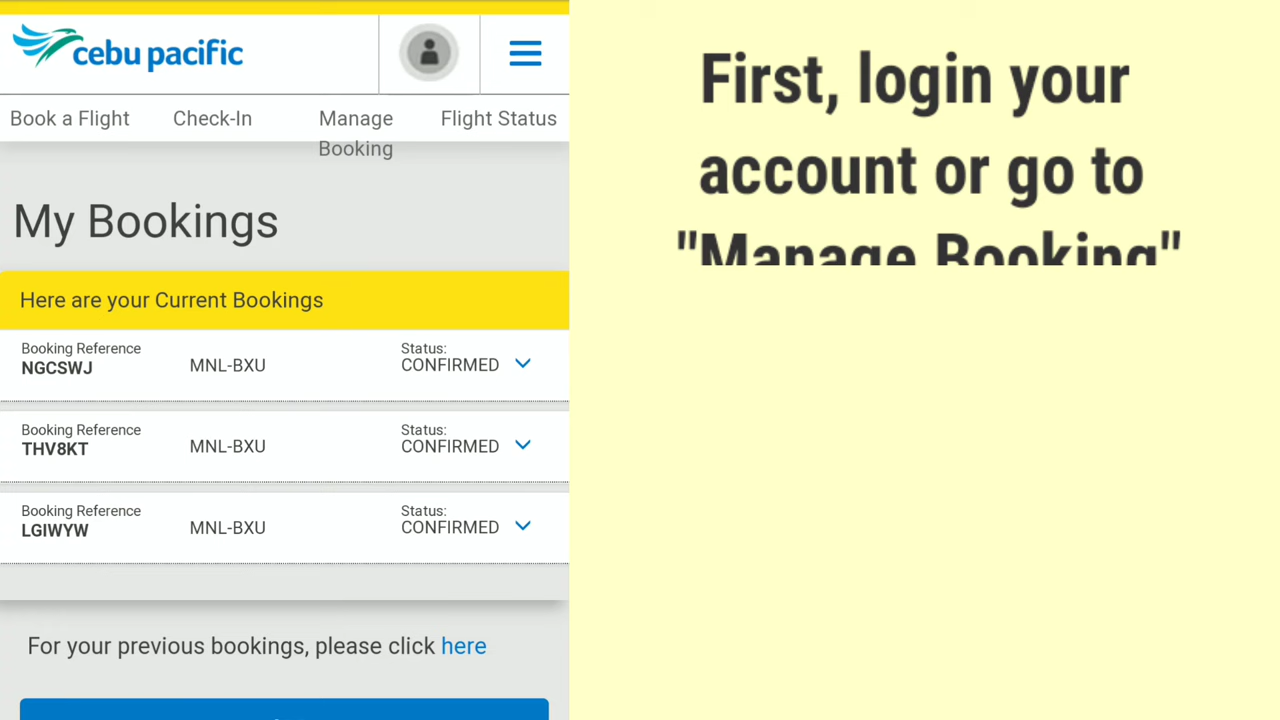 cebu pacific
Book a Flight
Check-In
Manage
Booking
Flight Status
My Bookings
Here are your Current Bookings
Booking Reference
NGCSWJ
MNL-BXU
Status:
CONFIRMED
Booking Reference
THV8KT
MNL-BXU
Status:
CONFIRMED
Booking Reference
LGIWYW
MNL-BXU
Status:
CONFIRMED
For your previous bookings, please click here
First, login your
account or go to
"Manage Booking"